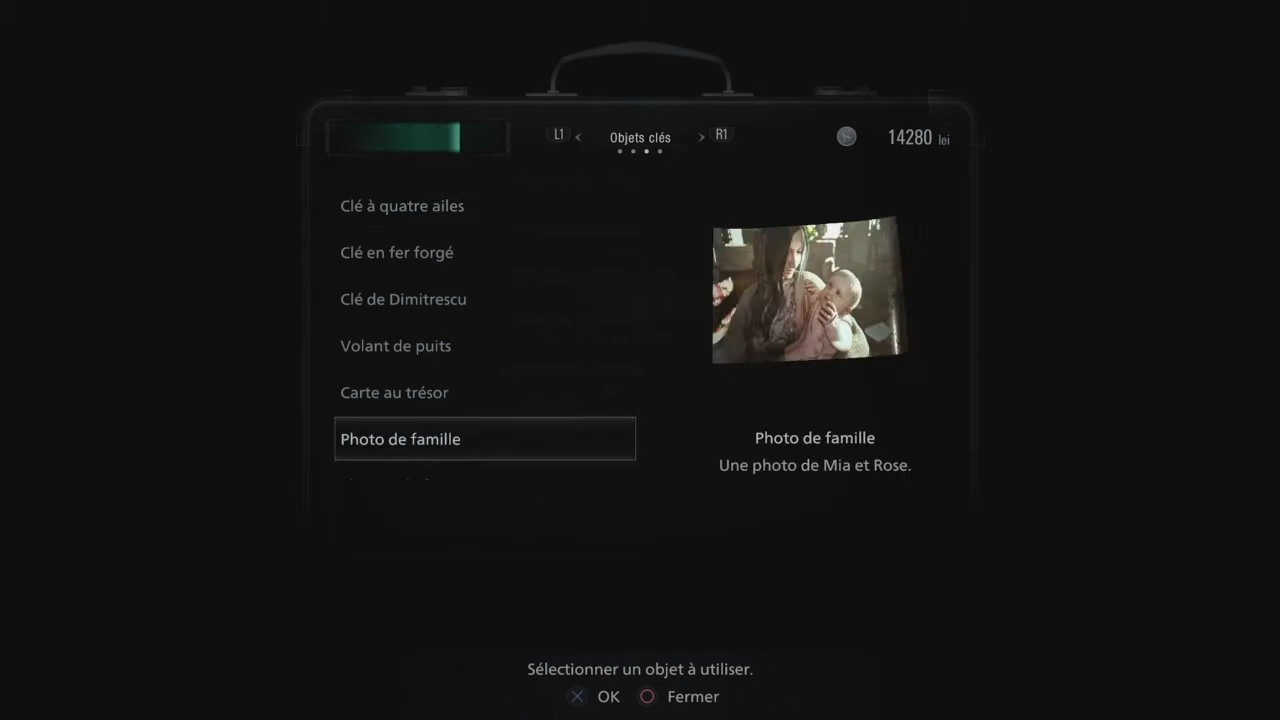 L1 < Objets clés > R1
14280 lei
Clé à quatre ailes
Clé en fer forgé
Clé de Dimitrescu
Volant de puits
Carte au trésor
Photo de famille
Photo de famille
Une photo de Mia et Rose.
Sélectionner un objet à utiliser.
OK Fermer